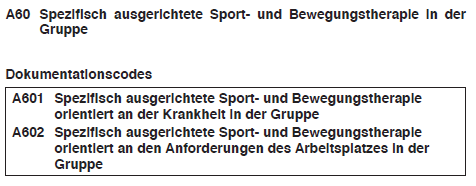 A60 Spezifisch ausgerichtete Sport- und Bewegungstherapie in der
Gruppe
Dokumentationscodes
A601 Spezifisch ausgerichtete Sport- und Bewegungstherapie
orientiert an der Krankheit in der Gruppe
A602 Spezifisch ausgerichtete Sport- und Bewegungstherapie
orientiert an den Anforderungen des Arbeitsplatzes in der
Gruppe